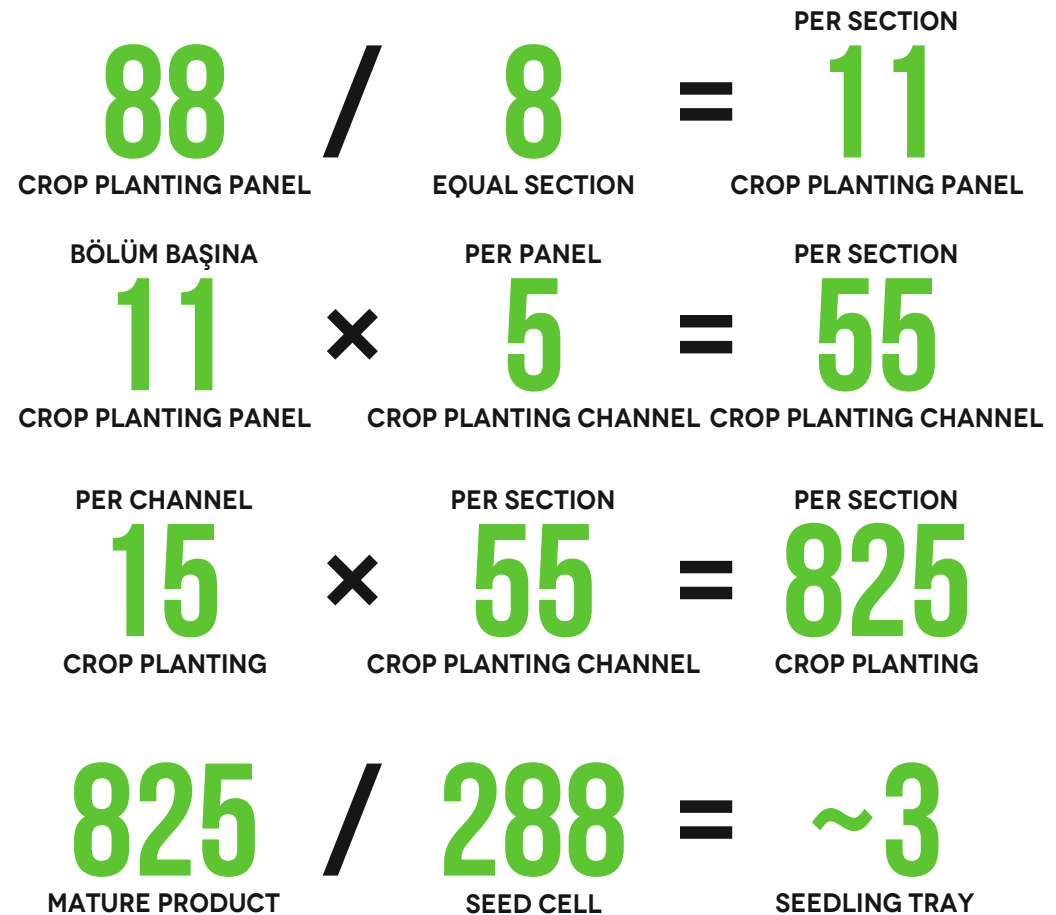 PER SECTION
88 / 8 = 11
CROP PLANTING PANEL EQUAL SECTION CROP PLANTING PANEL
BÖLÜM BAŞINA PER PANEL PER SECTION
11 × 5 = 55
CROP PLANTING PANEL CROP PLANTING CHANNEL CROP PLANTING CHANNEL
PER CHANNEL PER SECTION PER SECTION
15 × 55 = 825
CROP PLANTING CROP PLANTING CHANNEL CROP PLANTING
825 / 288 = ~3
MATURE PRODUCT SEED CELL SEEDLING TRAY